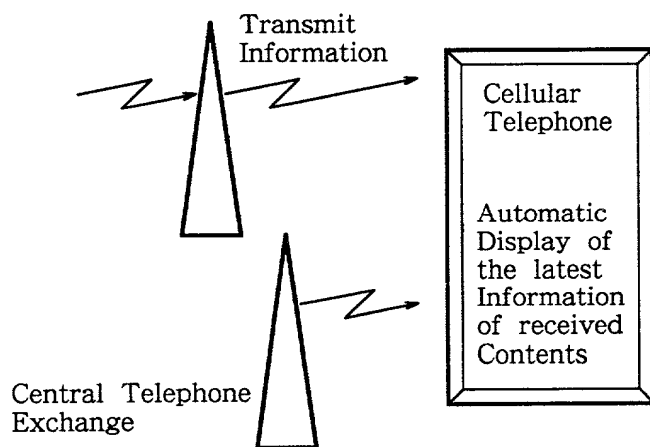 Transmit
Information
Cellular
Telephone
Automatic
Display of
the latest
Information
of received
Contents
Central Telephone
Exchange